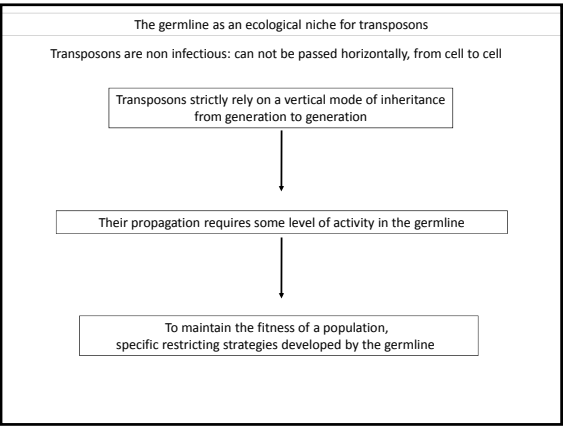 The germline as an ecological niche for transposons
Transposons are non infectious: can not be passed horizontally, from cell to cell
Transposons strictly rely on a vertical mode of inheritance
from generation to generation
Their propagation requires some level of activity in the germline
To maintain the fitness of a population,
specific restricting strategies developed by the germline